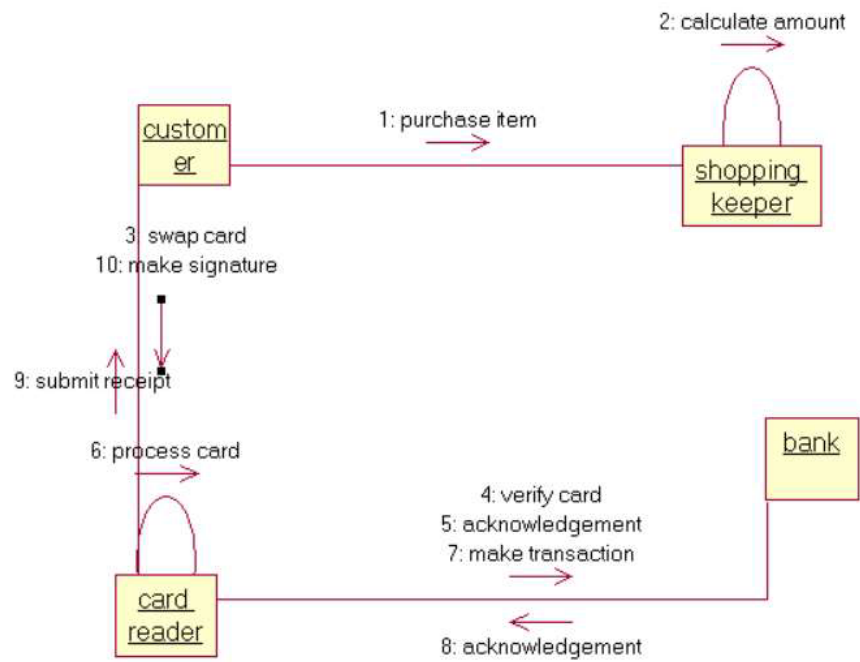 2: calculate amount
1: purchase item
custom
er
shopping
keeper
3: swap card
10: make signature
9: submit receipt
6: process card
bank
4: verify card
5: acknowledgement
7: make transaction
card
reader
8: acknowledgement